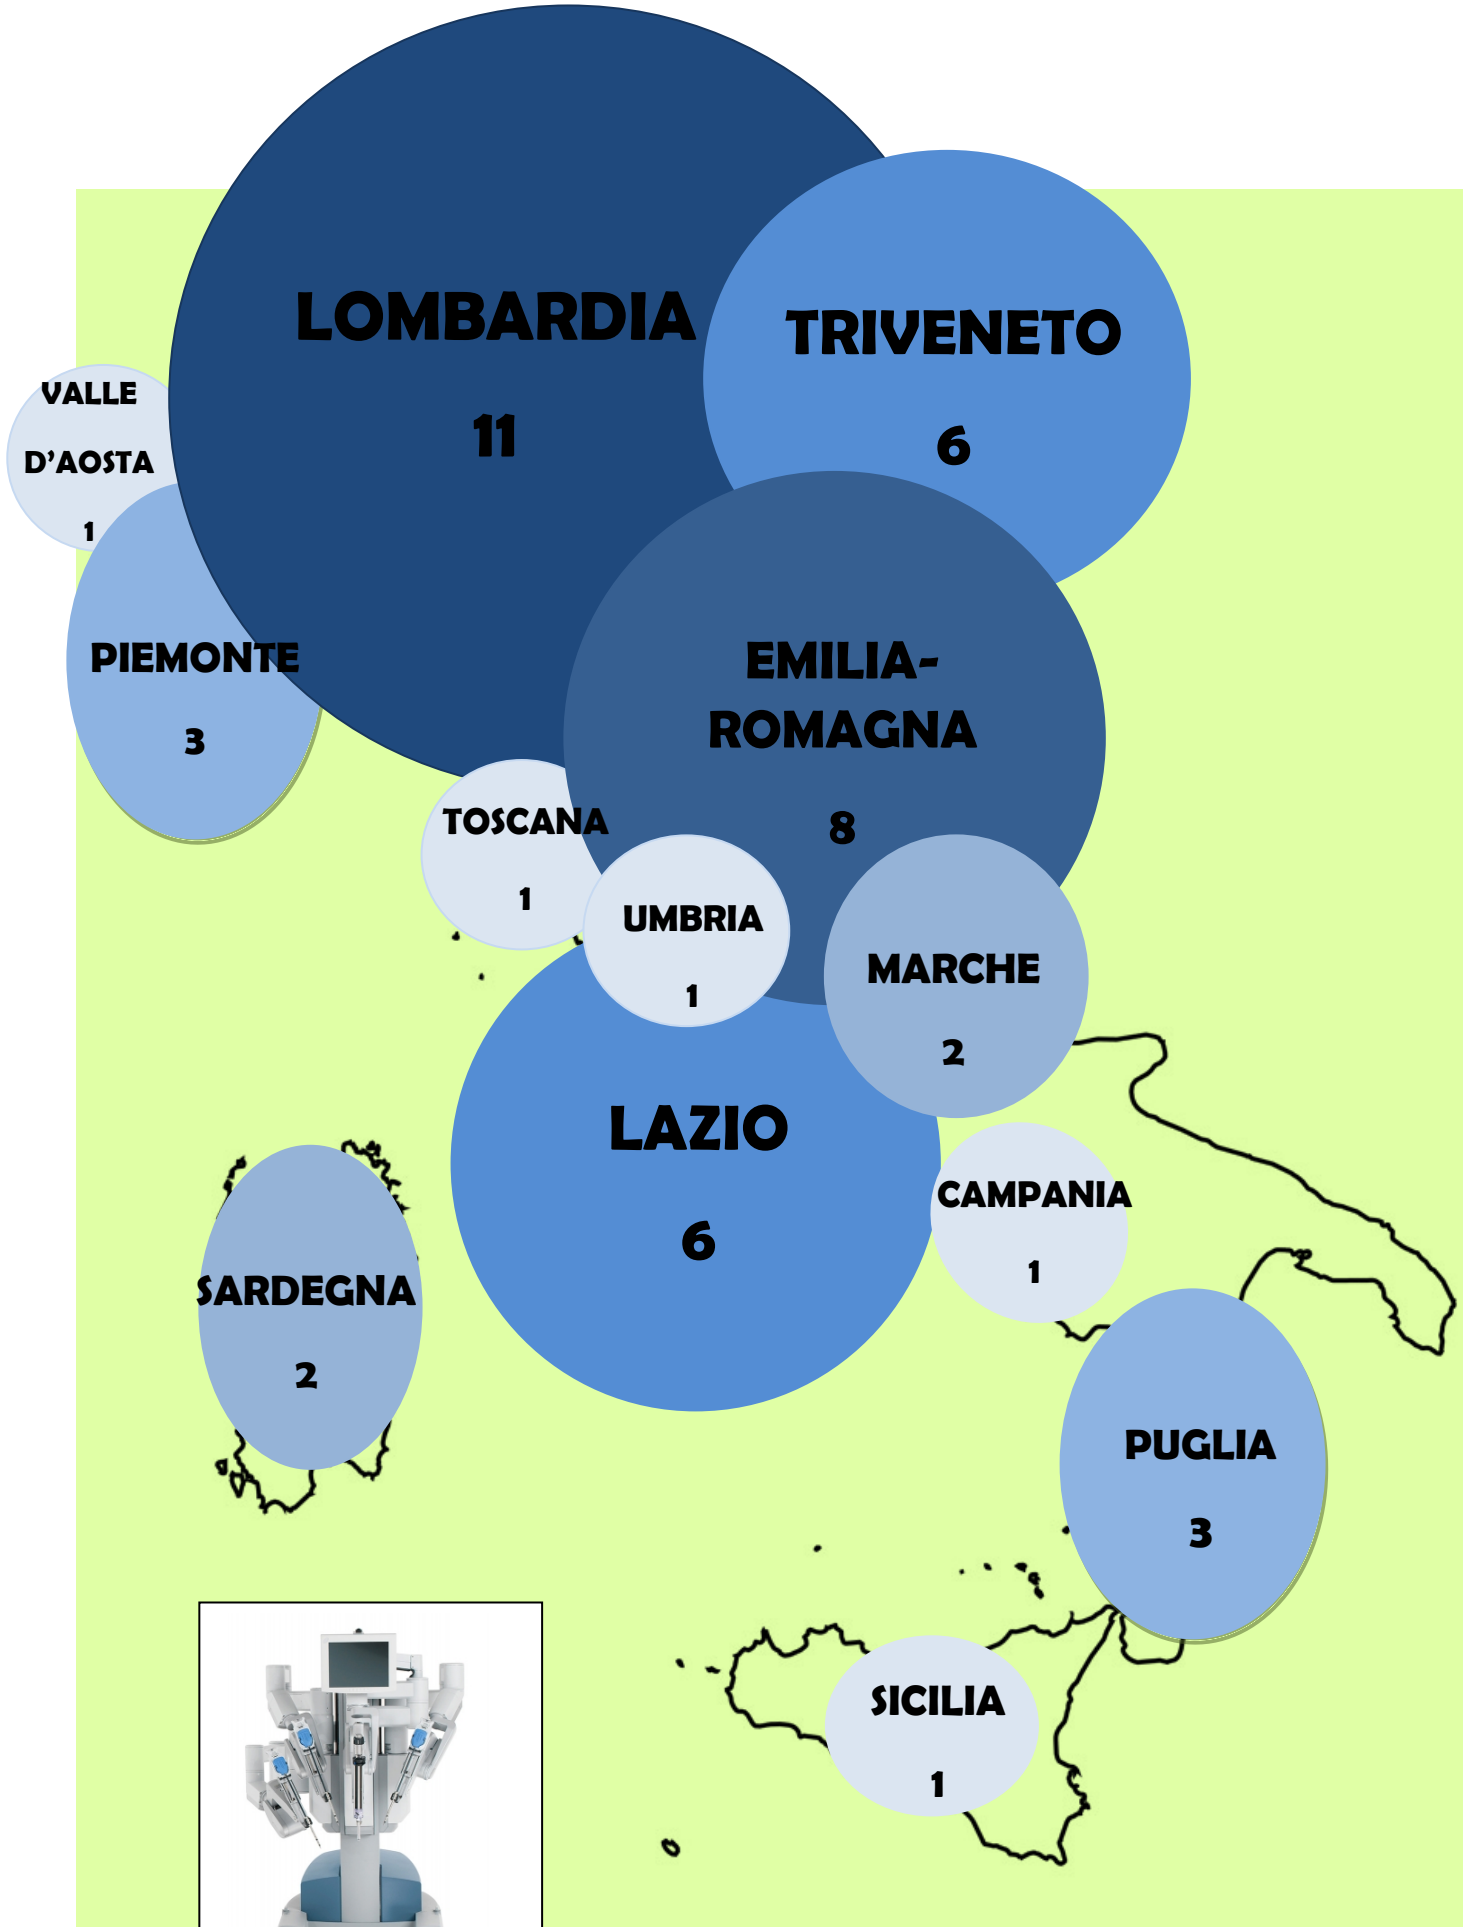 LOMBARDIA
11
TRIVENETO
6
VALLE
D’AOSTA
1
PIEMONTE
3
EMILIA-
ROMAGNA
8
TOSCANA
1
UMBRIA
1
MARCHE
2
LAZIO
6
CAMPANIA
1
SARDEGNA
2
PUGLIA
3
SICILIA
1